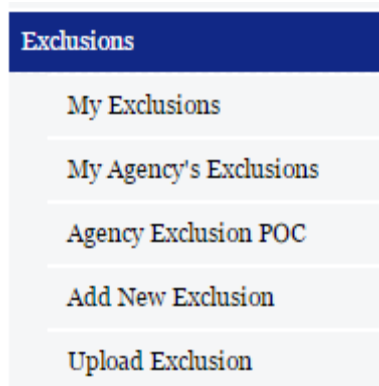 Exclusions
My Exclusions
My Agency's Exclusions
Agency Exclusion POC
Add New Exclusion
Upload Exclusion